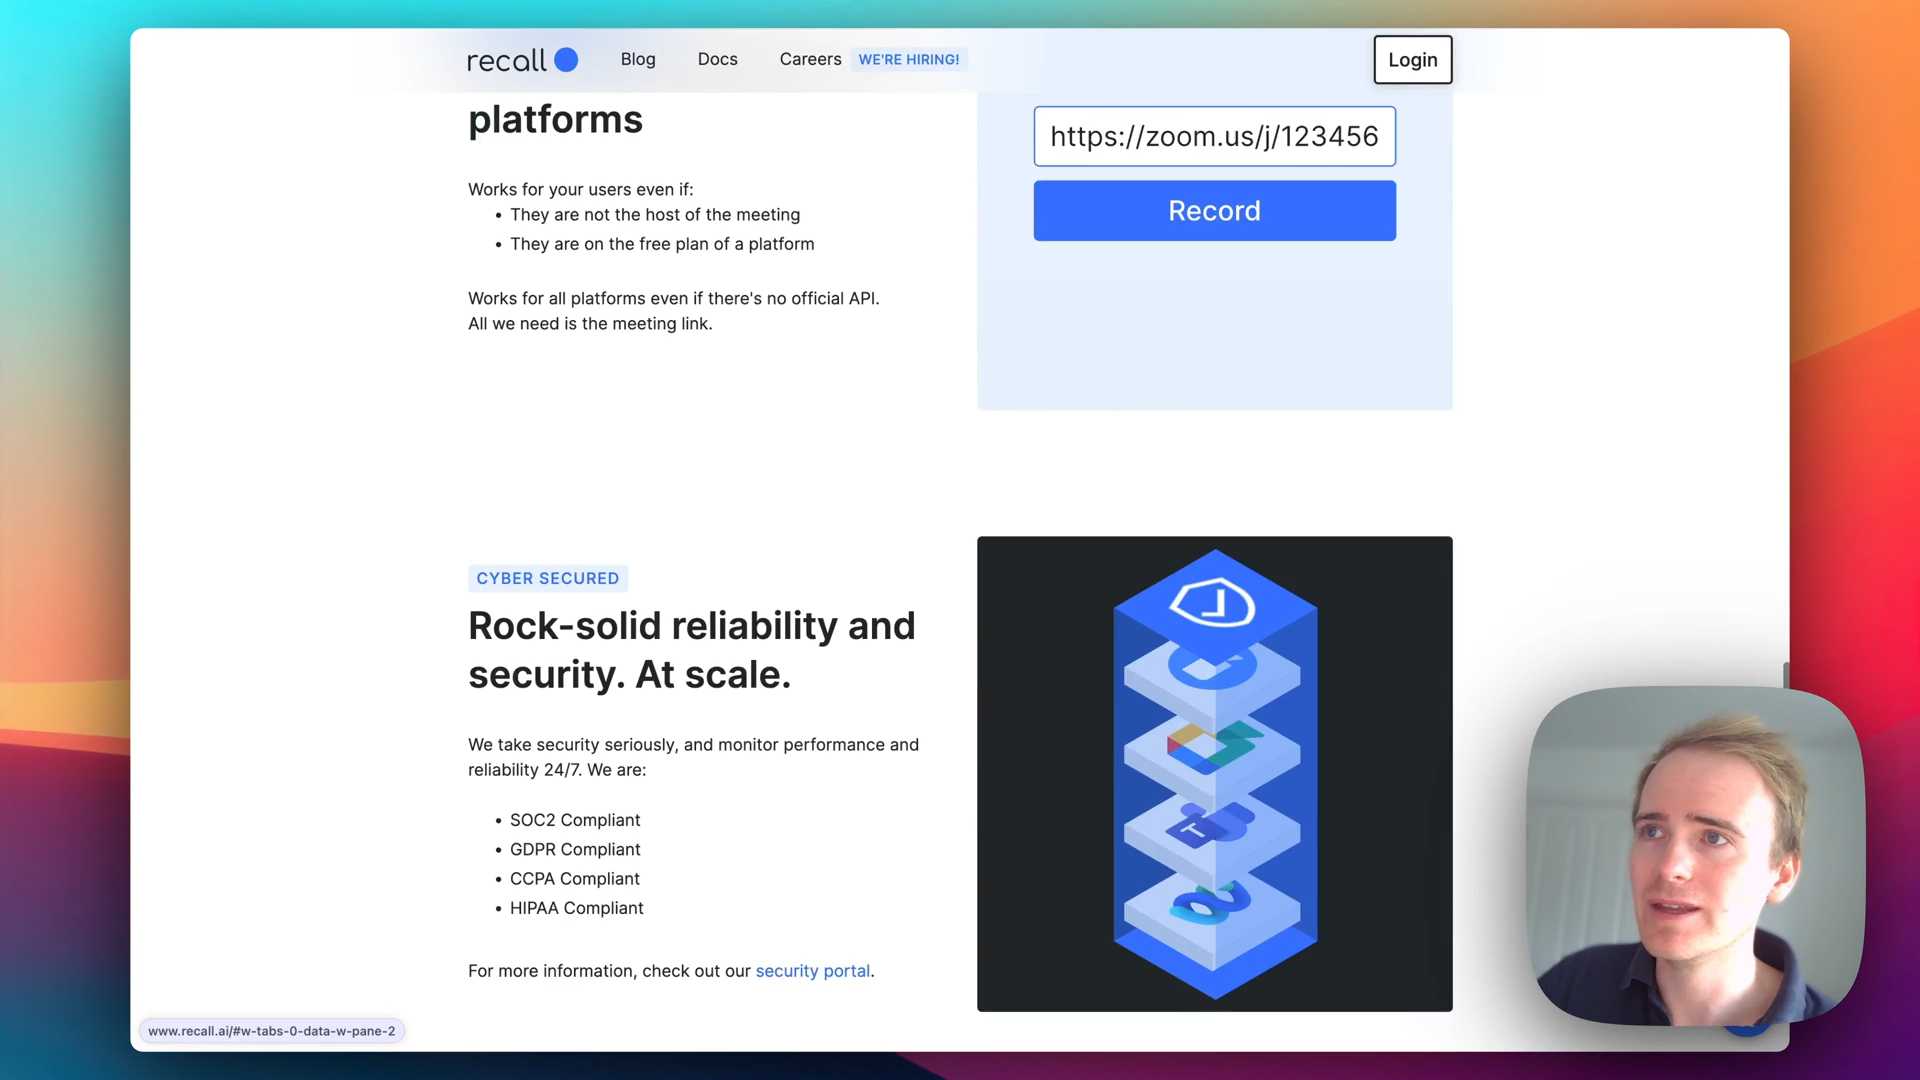 recall
Blog
Docs
Careers
WE'RE HIRING!
Login
platforms
Works for your users even if:
• They are not the host of the meeting
• They are on the free plan of a platform
Works for all platforms even if there's no official API.
All we need is the meeting link.
https://zoom.us/j/123456
Record
CYBER SECURED
Rock-solid reliability and
security. At scale.
We take security seriously, and monitor performance and
reliability 24/7. We are:
• SOC2 Compliant
• GDPR Compliant
• CCPA Compliant
• HIPAA Compliant
For more information, check out our security portal.
T
www.recall.ai/#w-tabs-0-data-w-pane-2